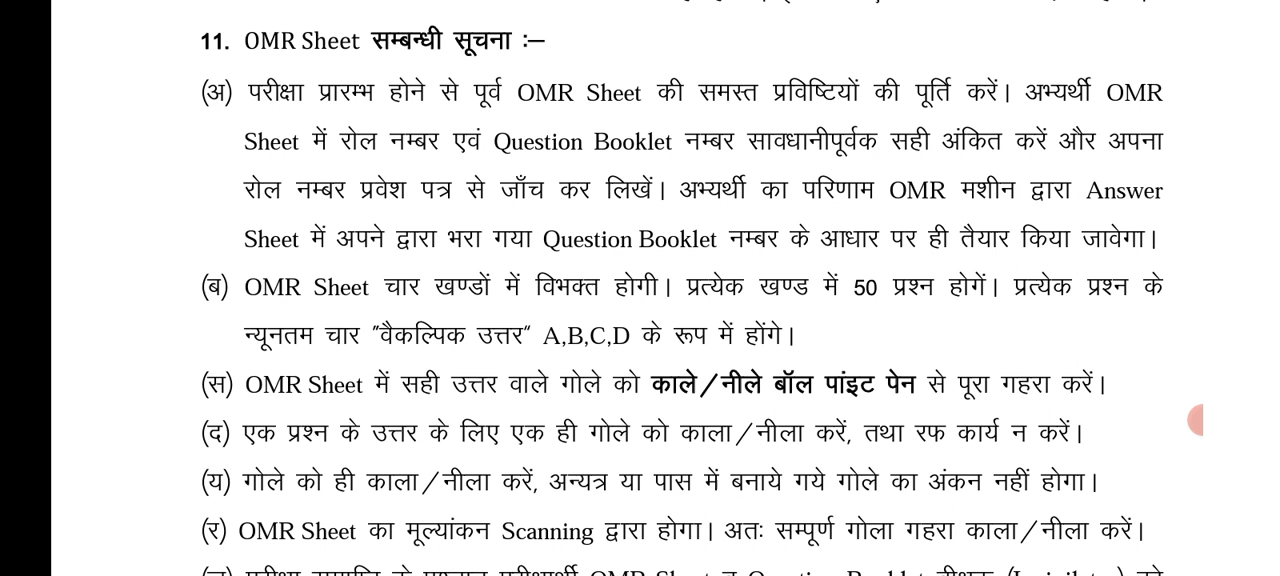 11. OMR Sheet सम्बन्धी सूचना :–
(अ) परीक्षा प्रारम्भ होने से पूर्व OMR Sheet की समस्त प्रविष्टियों की पूर्ति करें। अभ्यर्थी OMR
Sheet में रोल नम्बर एवं Question Booklet नम्बर सावधानीपूर्वक सही अंकित करें और अपना
रोल नम्बर प्रवेश पत्र से जाँच कर लिखें। अभ्यर्थी का परिणाम OMR मशीन द्वारा Answer
Sheet में अपने द्वारा भरा गया Question Booklet नम्बर के आधार पर ही तैयार किया जावेगा।
(ब) OMR Sheet चार खण्डों में विभक्त होगी। प्रत्येक खण्ड में 50 प्रश्न होगें। प्रत्येक प्रश्न के
न्यूनतम चार "वैकल्पिक उत्तर" A,B,C,D के रूप में होंगे।
(स) OMR Sheet में सही उत्तर वाले गोले को काले/नीले बॉल पांइट पेन से पूरा गहरा करें।
(द) एक प्रश्न के उत्तर के लिए एक ही गोले को काला/नीला करें, तथा रफ कार्य न करें।
(य) गोले को ही काला/नीला करें, अन्यत्र या पास में बनाये गये गोले का अंकन नहीं होगा।
(र) OMR Sheet का मूल्यांकन Scanning द्वारा होगा। अतः सम्पूर्ण गोला गहरा काला/नीला करें।